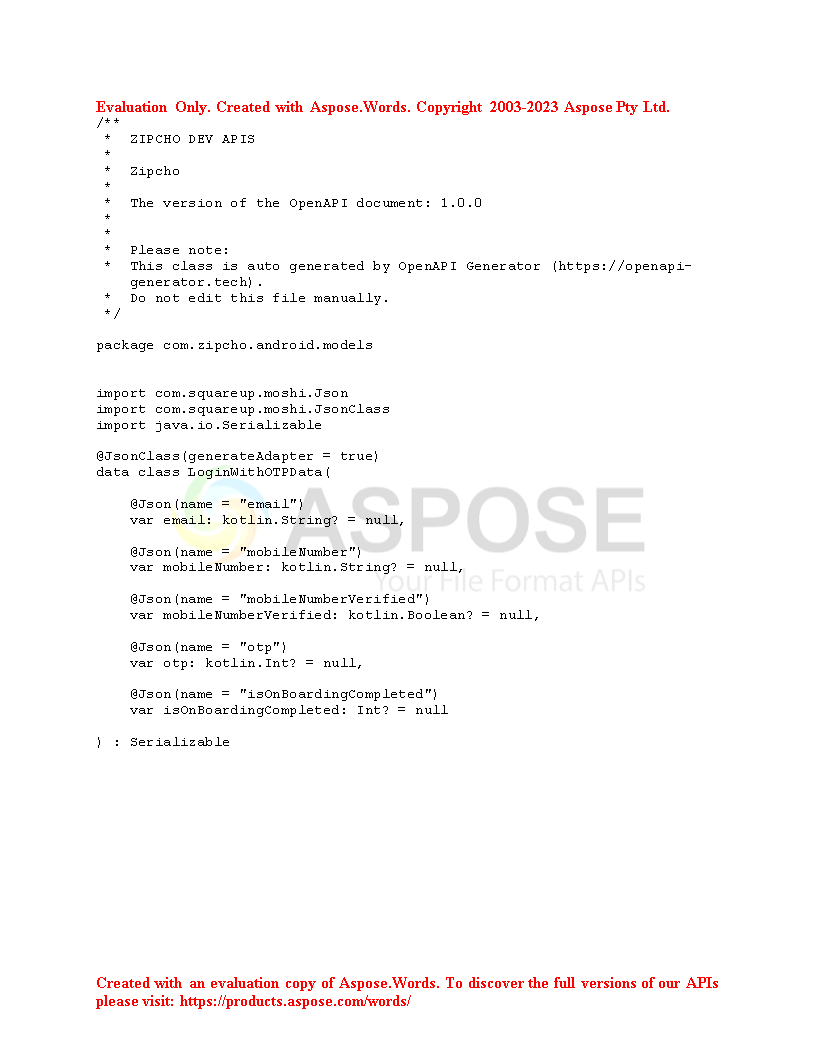 Evaluation Only. Created with Aspose.Words. Copyright 2003-2023 Aspose Pty Ltd.
/**
 *  ZIPCHO DEV APIS
 *
 *  Zipcho
 *
 *  The version of the OpenAPI document: 1.0.0
 *
 *
 *  Please note:
 *  This class is auto generated by OpenAPI Generator (https://openapi-
    generator.tech).
 *  Do not edit this file manually.
 */
package com.zipcho.android.models
import com.squareup.moshi.Json
import com.squareup.moshi.JsonClass
import java.io.Serializable
@JsonClass(generateAdapter = true)
data class LoginWithOTPData(
    @Json(name = "email")
    var email: kotlin.String? = null,
    @Json(name = "mobileNumber")
    var mobileNumber: kotlin.String? = null,
    @Json(name = "mobileNumberVerified")
    var mobileNumberVerified: kotlin.Boolean? = null,
    @Json(name = "otp")
    var otp: kotlin.Int? = null,
    @Json(name = "isOnBoardingCompleted")
    var isOnBoardingCompleted: Int? = null
) : Serializable
ASPOSE
Your File Format APIs
Created with an evaluation copy of Aspose.Words. To discover the full versions of our APIs
please visit: https://products.aspose.com/words/